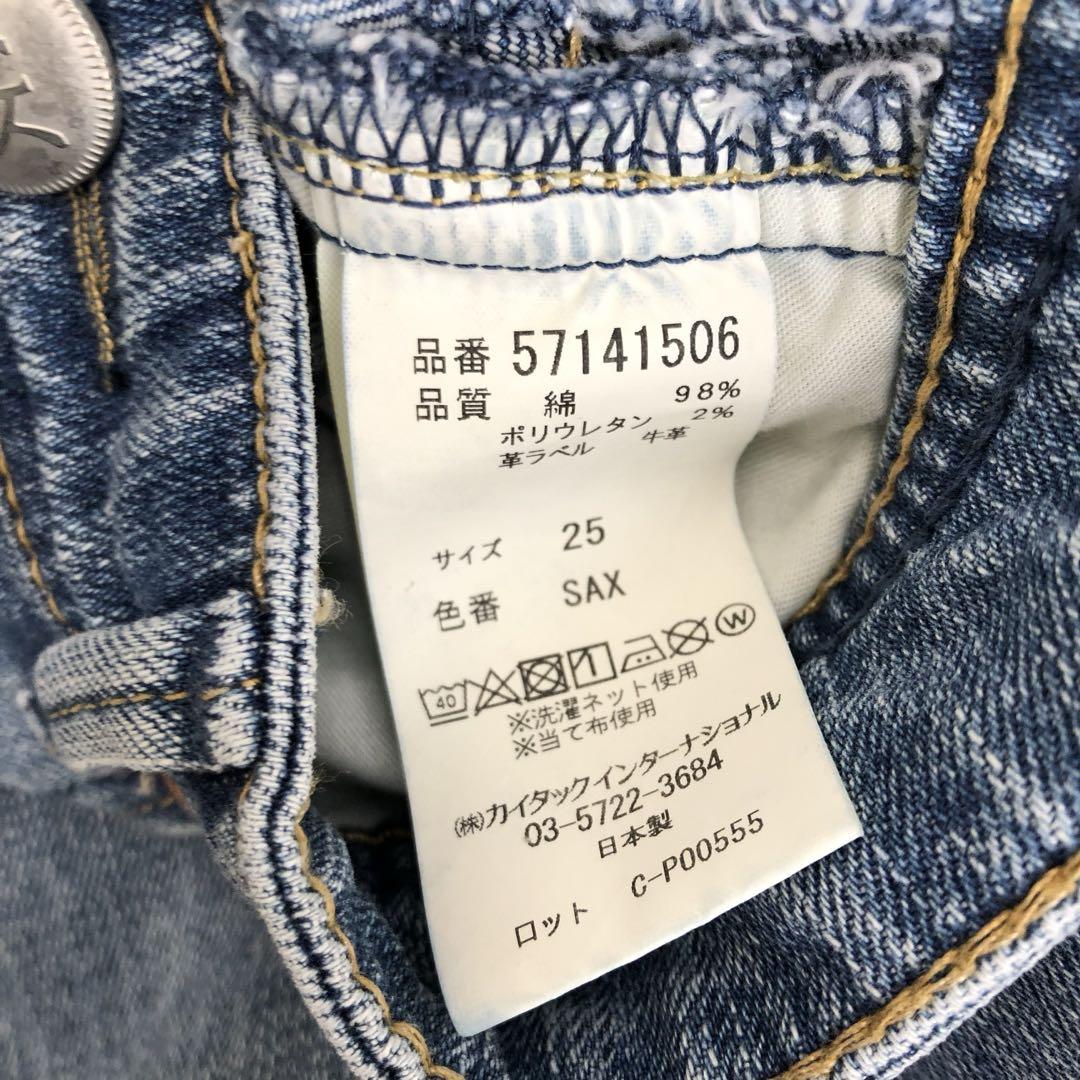 品番 57141506
品質 綿 98%
ポリウレタン 2%
革ラベル 牛革
サイズ 25
色番 SAX
40 W
※洗濯ネット使用
※当て布使用
㈱カイタックインターナショナル
03-5722-3684
日本製
ロット C-P00555